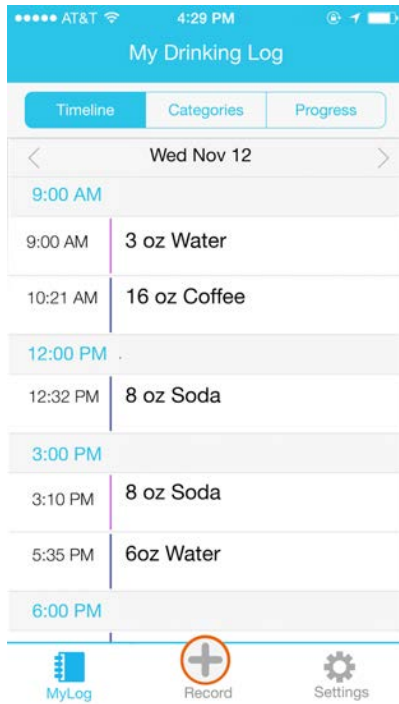 AT&T 4:29 PM
My Drinking Log
Timeline Categories Progress
Wed Nov 12
9:00 AM
9:00 AM 3 oz Water
10:21 AM 16 oz Coffee
12:00 PM .
12:32 PM 8 oz Soda
3:00 PM
3:10 PM 8 oz Soda
5:35 PM 6oz Water
6:00 PM
MyLog Record Settings